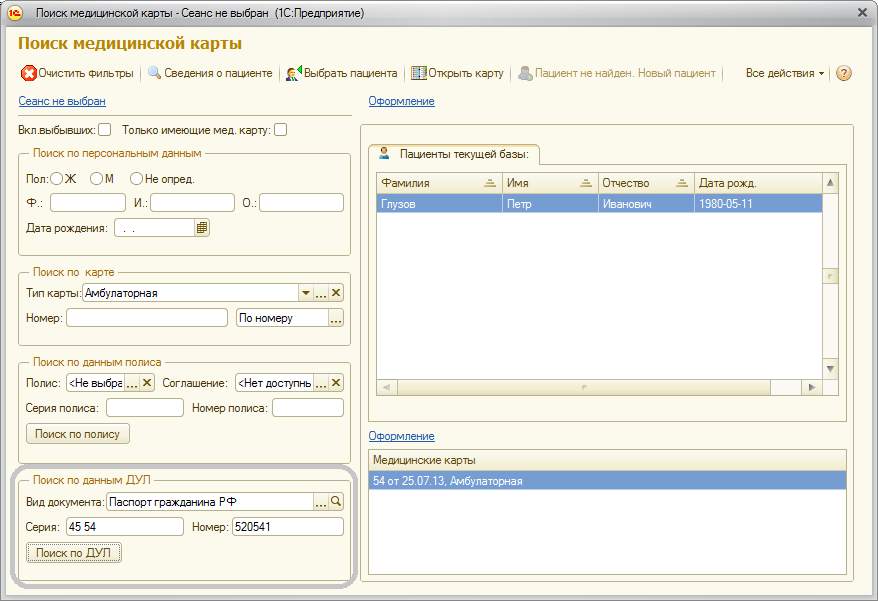 Поиск медицинской карты - Сеанс не выбран (1С:Предприятие)
Поиск медицинской карты
Очистить фильтры Сведения о пациенте Выбрать пациента Открыть карту Пациент не найден. Новый пациент Все действия
Сеанс не выбран
Вкл.выбывших: Только имеющие мед. карту:
Поиск по персональным данным
Пол: Ж М Не опред.
Ф.: И.: О.:
Дата рождения: . .
Поиск по карте
Тип карты: Амбулаторная ...
Номер: По номеру ...
Поиск по данным полиса
Полис: <Не выбра ... Соглашение: <Нет доступнь ...
Серия полиса: Номер полиса:
Поиск по полису
Поиск по данным ДУЛ
Вид документа: Паспорт гражданина РФ ...
Серия: 45 54 Номер: 520541
Поиск по ДУЛ
Оформление
Пациенты текущей базы:
Фамилия Имя Отчество Дата рожд.
Глузов Петр Иванович 1980-05-11
Оформление
Медицинские карты
54 от 25.07.13, Амбулаторная